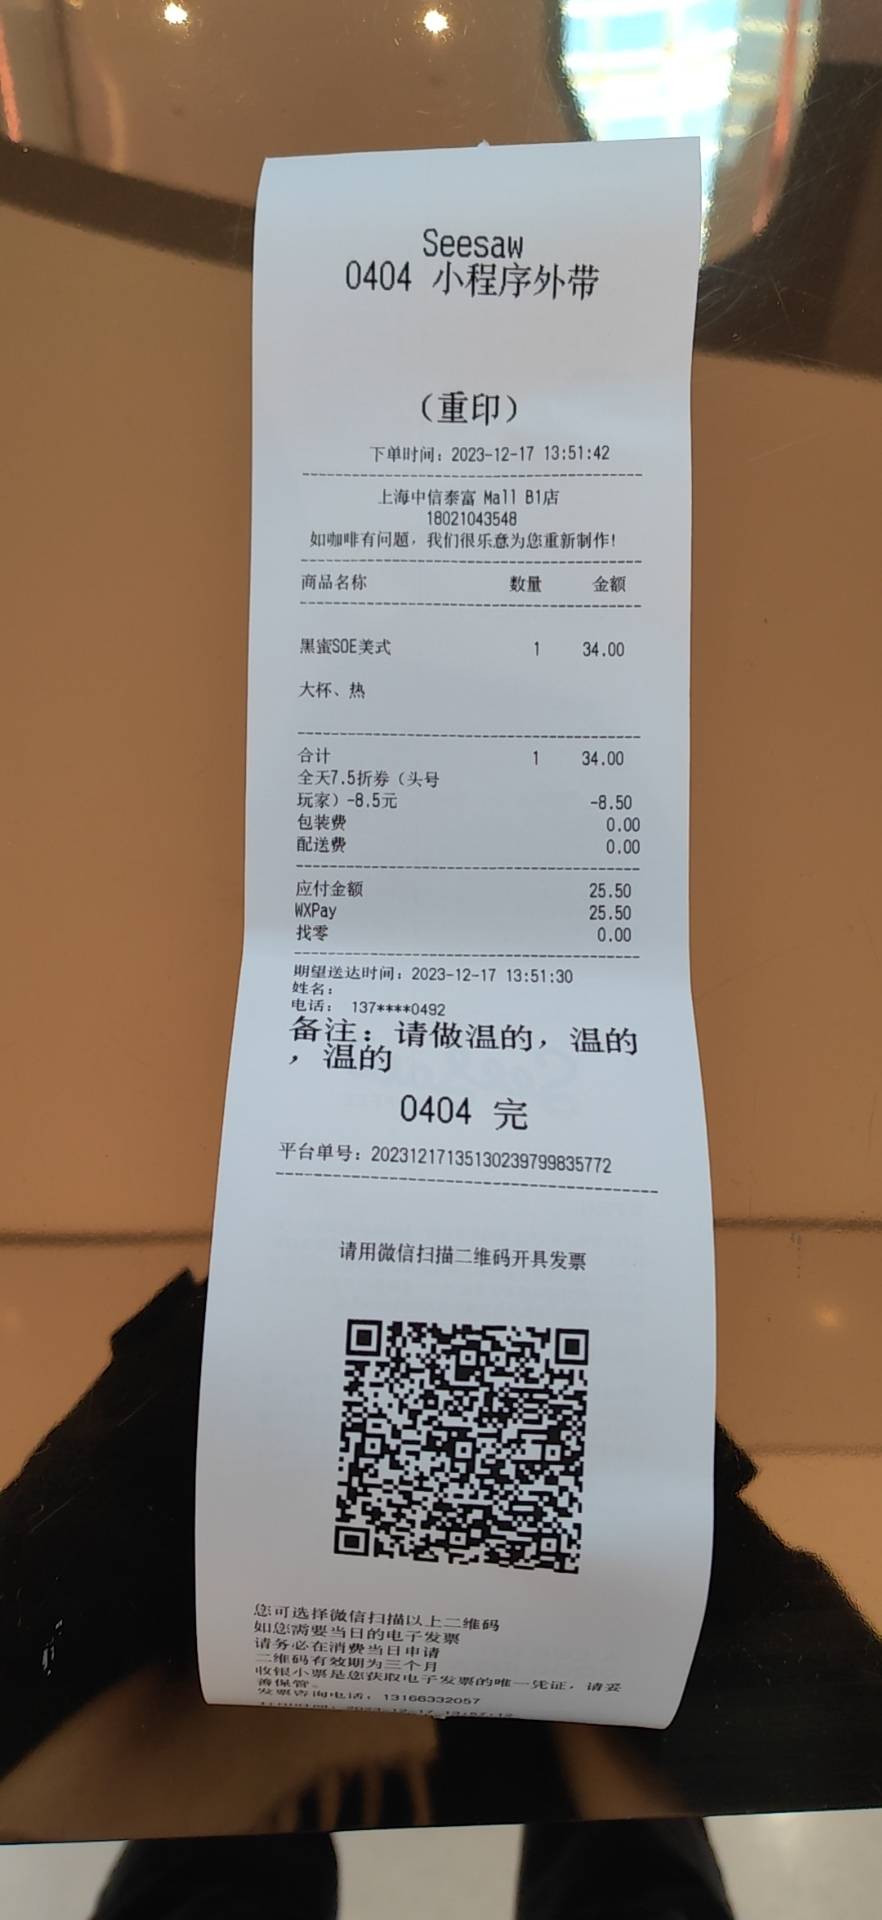 Seesaw
0404 小程序外带
（重印）
下单时间：2023-12-17 13:51:42
上海中信泰富 Mall B1店
18021043548
如咖啡有问题，我们很乐意为您重新制作！
商品名称 数量 金额
黑蜜SOE美式 1 34.00
大杯、热
合计 1 34.00
全天7.5折券（头号
玩家）-8.5元 -8.50
包装费 0.00
配送费 0.00
应付金额 25.50
WXPay 25.50
找零 0.00
期望送达时间：2023-12-17 13:51:30
姓名：
电话： 137****0492
备注：请做温的，温的
，温的
0404 完
平台单号：20231217135130239799835772
请用微信扫描二维码开具发票
您可选择微信扫描以上二维码
如您需要当日的电子发票
请务必在消费当日申请
二维码有效期为三个月
收银小票是您获取电子发票的唯一凭证，请妥
善保管。
发票咨询电话：13166332057